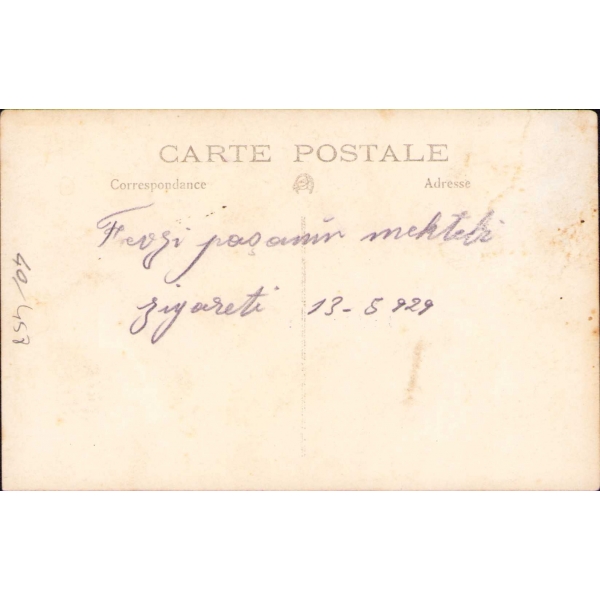 CARTE POSTALE
Correspondance Adresse
Fevzi paşanın mektebi
ziyareti 13-5 929
40/457